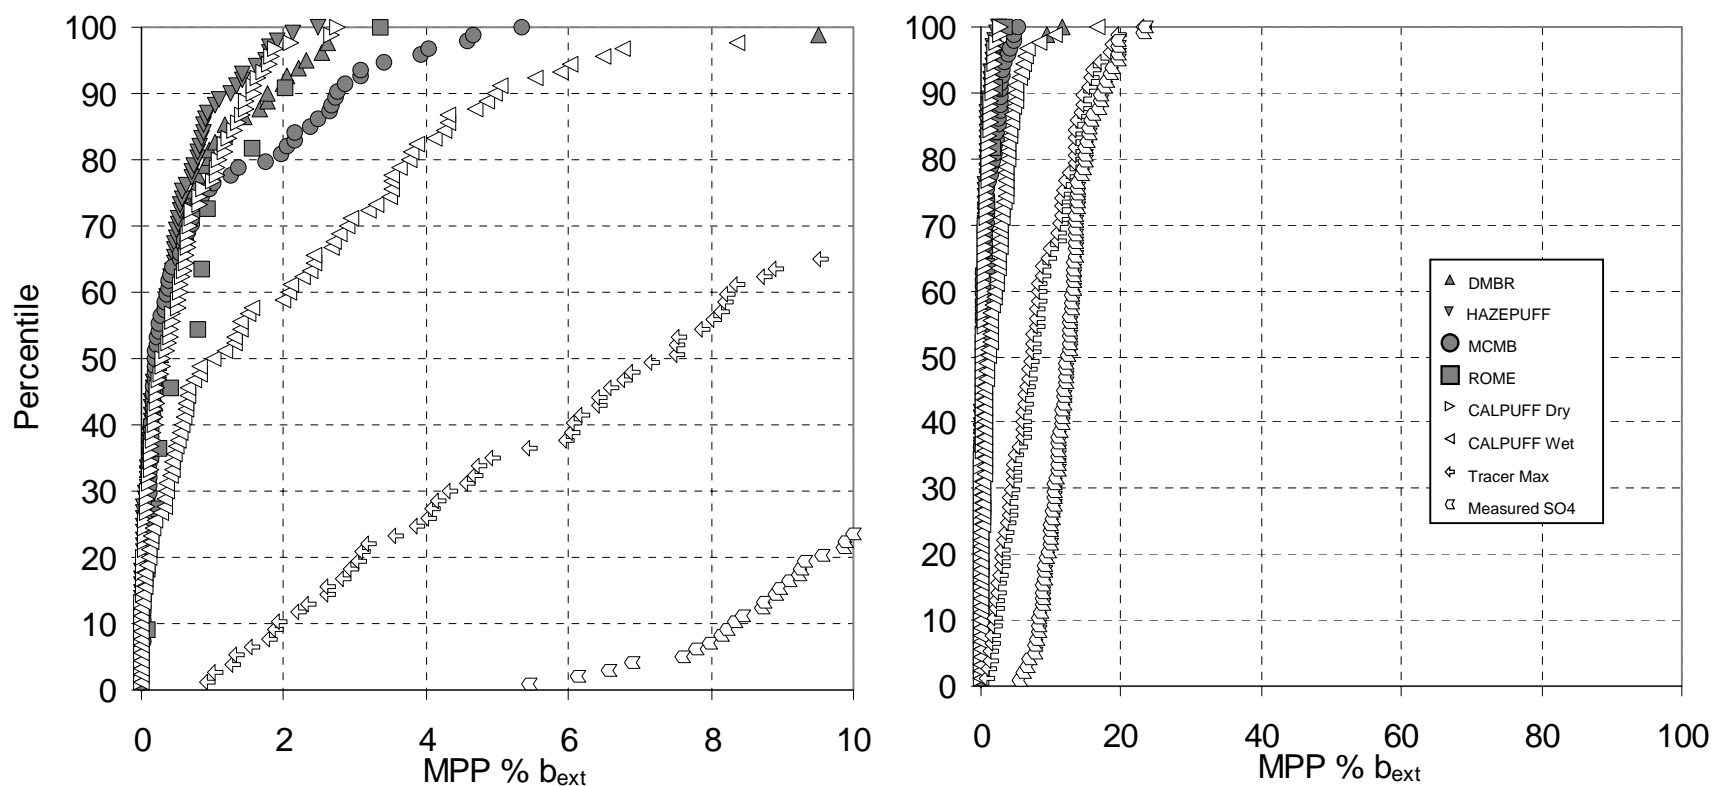 Percentile
100
90
80
70
60
50
40
30
20
10
0
0 2 4 6 8 10
MPP % bext
100
90
80
70
60
50
40
30
20
10
0
0 20 40 60 80 100
MPP % bext
DMBR
HAZEPUFF
MCMB
ROME
CALPUFF Dry
CALPUFF Wet
Tracer Max
Measured SO4